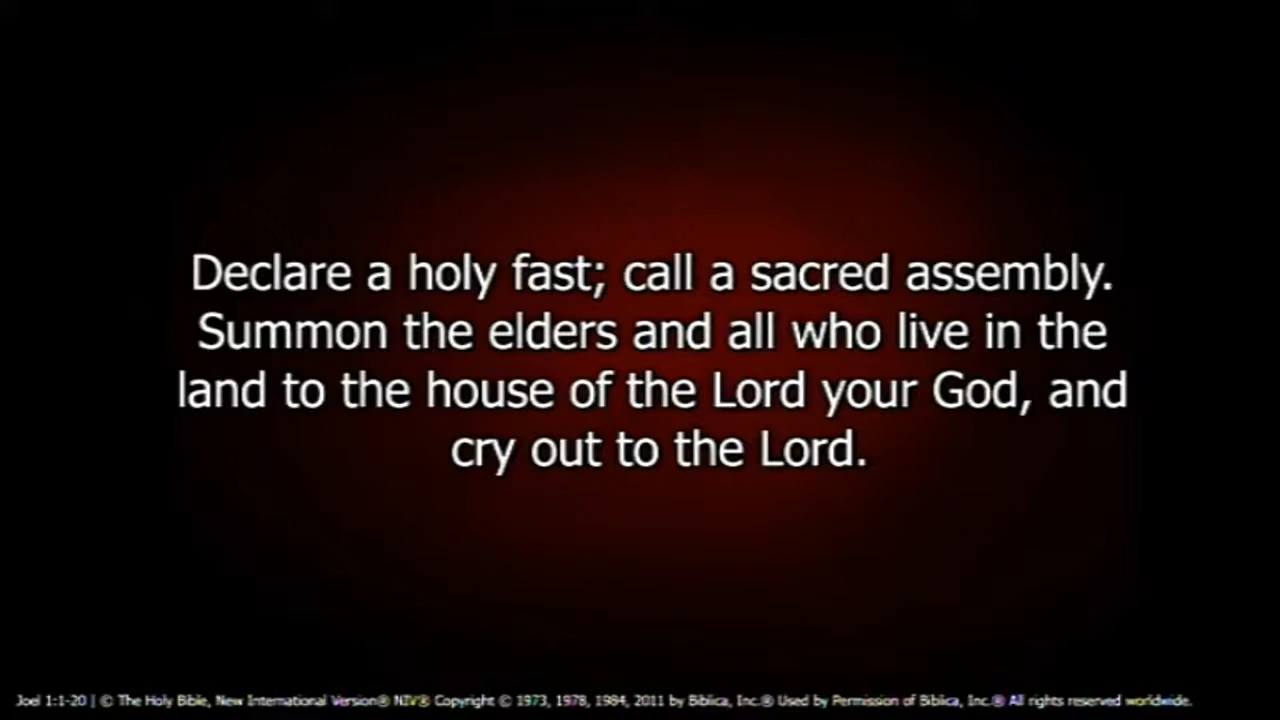 Declare a holy fast; call a sacred assembly.
Summon the elders and all who live in the
land to the house of the Lord your God, and
cry out to the Lord.
Joel 1:1-20 | © The Holy Bible, New International Version® NIV® Copyright © 1973, 1978, 1984, 2011 by Biblica, Inc.® Used by Permission of Biblica, Inc.® All rights reserved worldwide.